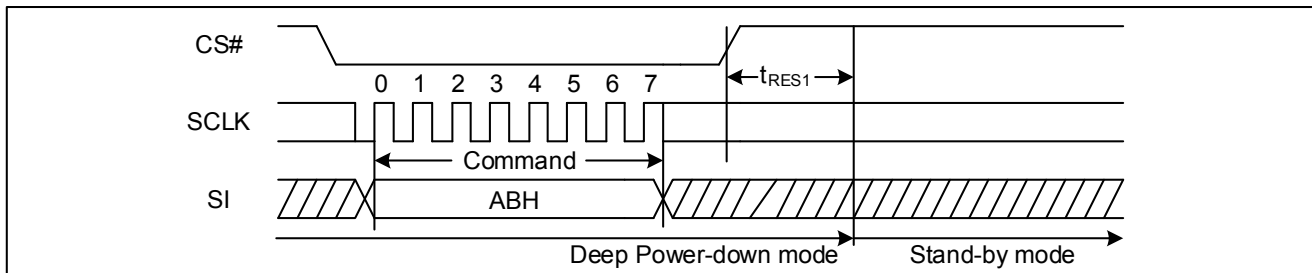 CS#
tRES1
0 1 2 3 4 5 6 7
SCLK
Command
SI
ABH
Deep Power-down mode
Stand-by mode